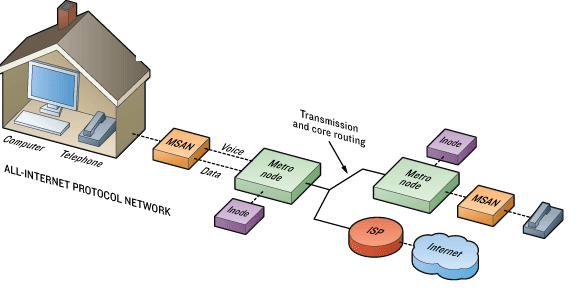 Computer
Telephone
ALL-INTERNET PROTOCOL NETWORK
MSAN
Voice
Data
Metro
node
Inode
Transmission
and core routing
Inode
Metro
node
MSAN
ISP
Internet